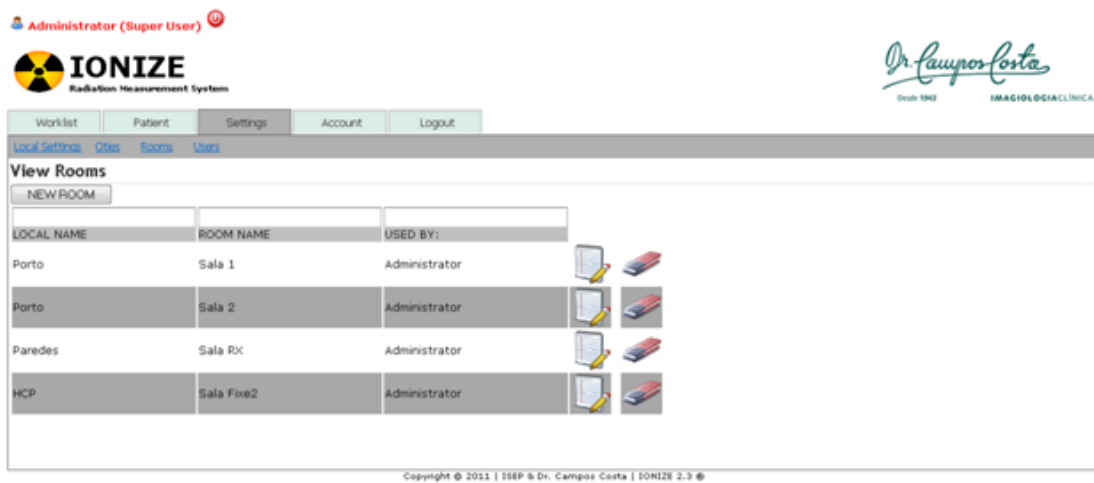 Administrator (Super User)
IONIZE
Radiation Measurement System
Dr. Campos Costa
Desde 1943 IMAGIOLOGIACLÍNICA
Worklist Patient Settings Account Logout
Local Settings Cities Rooms Users
View Rooms
NEW ROOM
LOCAL NAME ROOM NAME USED BY:
Porto Sala 1 Administrator
Porto Sala 2 Administrator
Paredes Sala RX Administrator
HCP Sala Fixe2 Administrator
Copyright © 2011 | ISEP & Dr. Campos Costa | IONIZE 2.3 ©